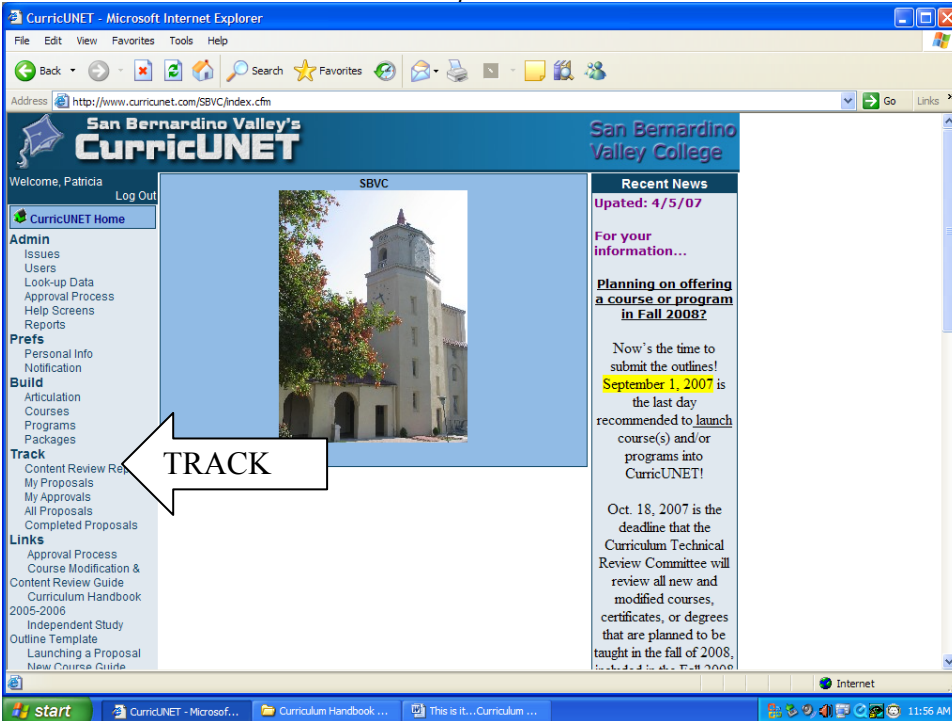 CurricUNET - Microsoft Internet Explorer
File Edit View Favorites Tools Help
Back Search Favorites
Address http://www.curricunet.com/SBVC/index.cfm Go Links
San Bernardino Valley's
CurricUNET
San Bernardino
Valley College
Welcome, Patricia
Log Out
CurricUNET Home
Admin
Issues
Users
Look-up Data
Approval Process
Help Screens
Reports
Prefs
Personal Info
Notification
Build
Articulation
Courses
Programs
Packages
Track
Content Review
My Proposals
My Approvals
All Proposals
Completed Proposals
Links
Approval Process
Course Modification &
Content Review Guide
Curriculum Handbook
2005-2006
Independent Study
Outline Template
Launching a Proposal
New Course Guide
TRACK
SBVC
Recent News
Upated: 4/5/07
For your
information...
Planning on offering
a course or program
in Fall 2008?
Now's the time to
submit the outlines!
September 1, 2007 is
the last day
recommended to launch
course(s) and/or
programs into
CurricUNET!
Oct. 18, 2007 is the
deadline that the
Curriculum Technical
Review Committee will
review all new and
modified courses,
certificates, or degrees
that are planned to be
taught in the fall of 2008,
included in the Fall 2008
Internet
start CurricUNET - Microsof... Curriculum Handbook ... This is it...Curriculum ... 11:56 AM